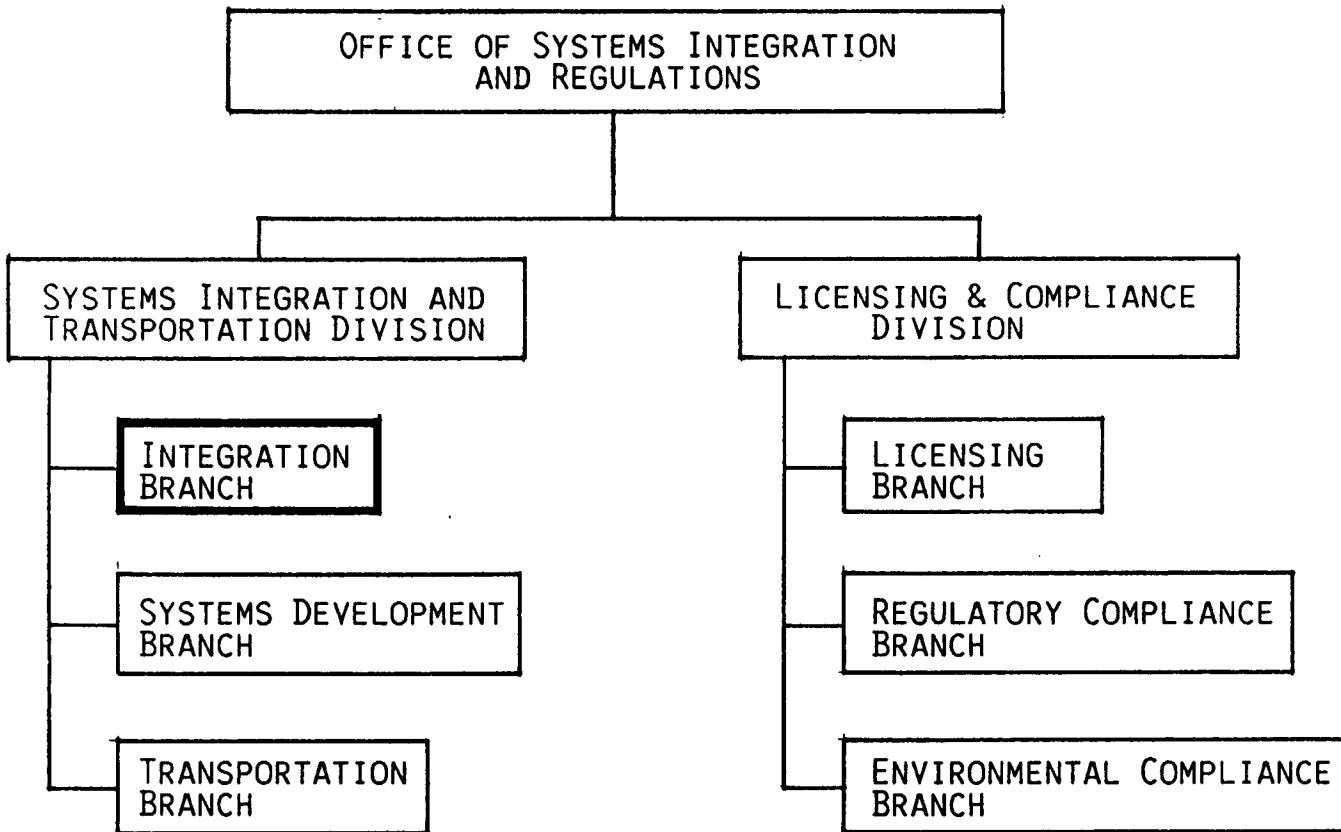 OFFICE OF SYSTEMS INTEGRATION
AND REGULATIONS
SYSTEMS INTEGRATION AND
TRANSPORTATION DIVISION
LICENSING & COMPLIANCE
DIVISION
INTEGRATION
BRANCH
LICENSING
BRANCH
SYSTEMS DEVELOPMENT
BRANCH
REGULATORY COMPLIANCE
BRANCH
TRANSPORTATION
BRANCH
ENVIRONMENTAL COMPLIANCE
BRANCH